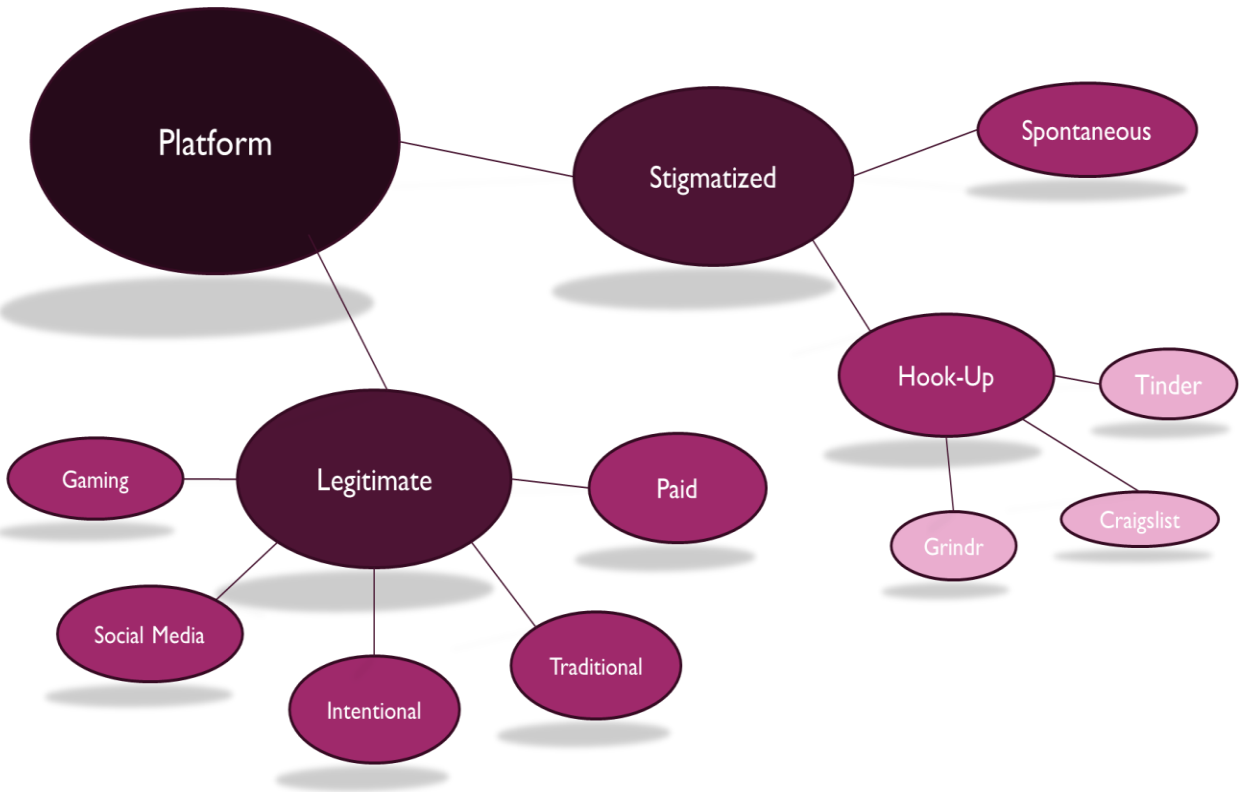 Platform
Stigmatized
Spontaneous
Hook-Up
Tinder
Craigslist
Grindr
Legitimate
Gaming
Paid
Social Media
Traditional
Intentional